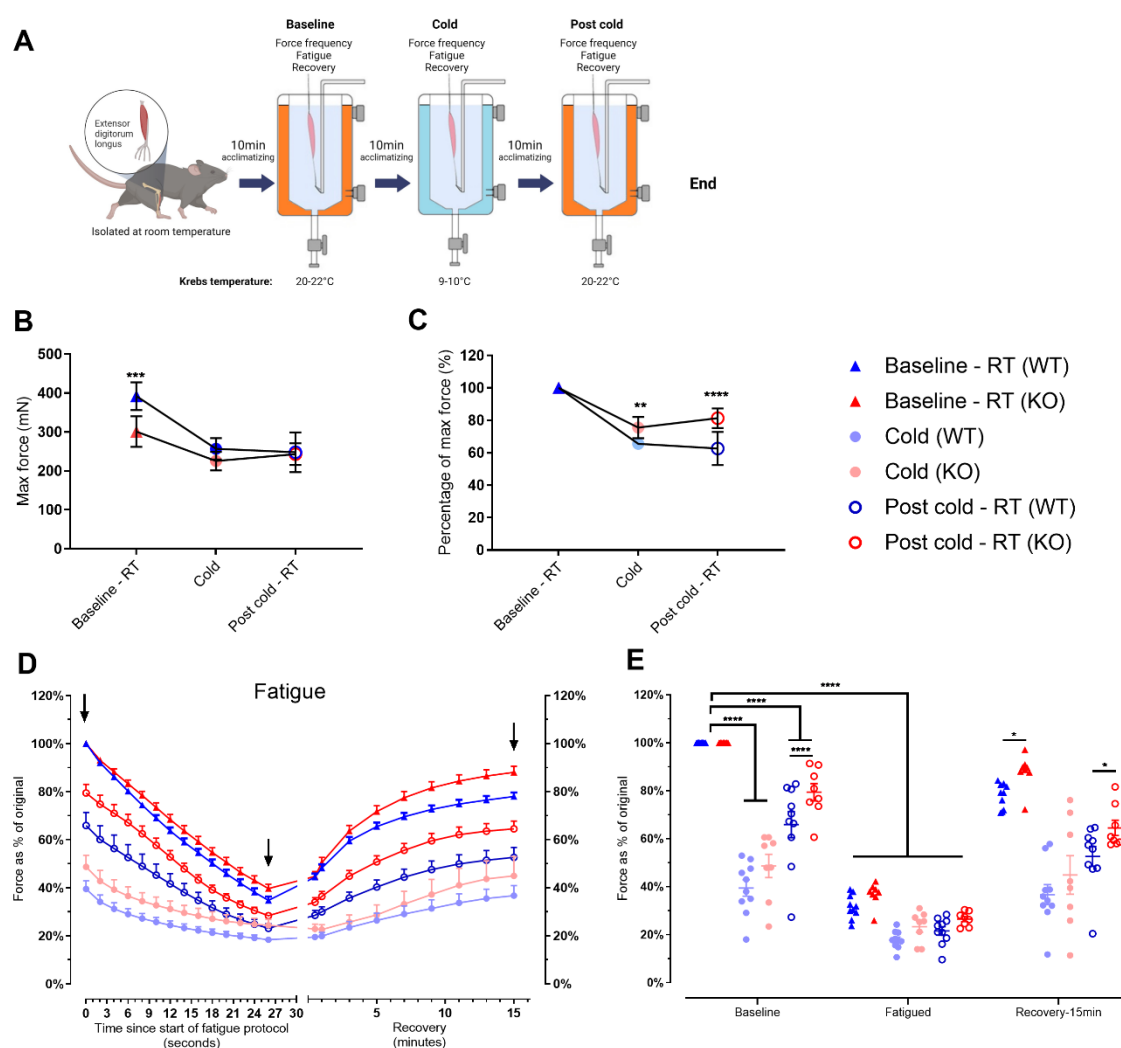 A
Baseline
Cold
Post cold
Force frequency
Fatigue
Recovery
Force frequency
Fatigue
Recovery
Force frequency
Fatigue
Recovery
Extensor
digitorum
longus
10min
acclimatizing
10min
acclimatizing
10min
acclimatizing
End
Isolated at room temperature
Krebs temperature:
20-22°C
9-10°C
20-22°C
B
Max force (mN)
500
400
300
200
100
0
***
Baseline - RT
Cold
Post cold - RT
C
Percentage of max force (%)
120
100
80
60
40
20
0
**
****
Baseline - RT
Cold
Post cold - RT
Baseline - RT (WT)
Baseline - RT (KO)
Cold (WT)
Cold (KO)
Post cold - RT (WT)
Post cold - RT (KO)
D
Fatigue
Force as % of original
120%
100%
80%
60%
40%
20%
0%
120%
100%
80%
60%
40%
20%
0%
0 3 6 9 12 15 18 21 24 27 30
Time since start of fatigue protocol
(seconds)
5 10 15
Recovery
(minutes)
E
Force as % of original
120%
100%
80%
60%
40%
20%
0%
****
****
****
****
*
*
Baseline
Fatigued
Recovery-15min